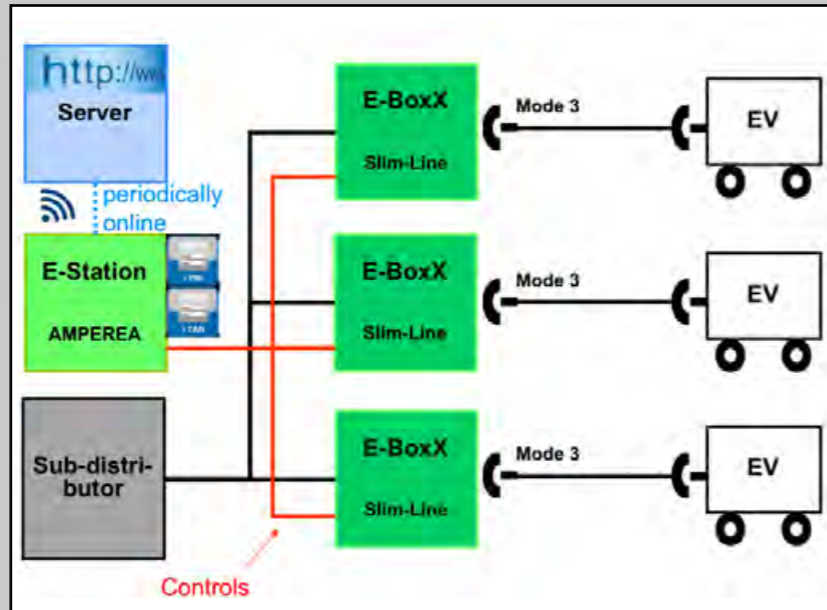 http://www
Server
periodically
online
E-Station
AMPEREA
Sub-distri-
butor
E-BoxX
Slim-Line
Mode 3
EV
E-BoxX
Slim-Line
Mode 3
EV
E-BoxX
Slim-Line
Mode 3
EV
Controls